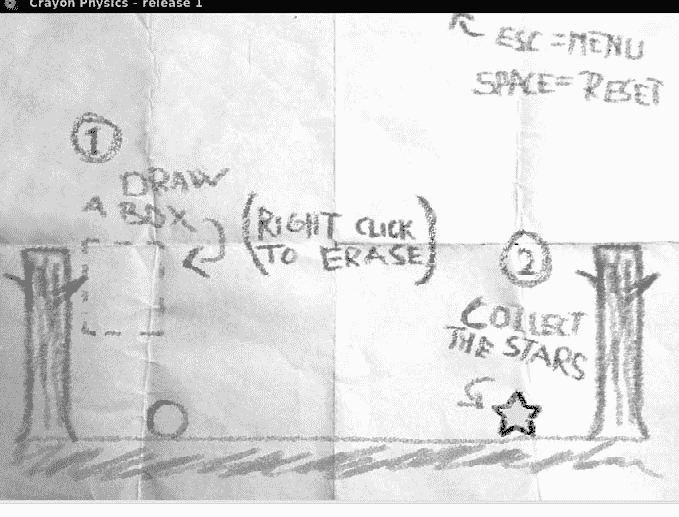 Crayon Physics - release 1
ESC = MENU
SPACE = RESET
1
DRAW
A BOX
(RIGHT CLICK
TO ERASE)
2
COLLECT
THE STARS